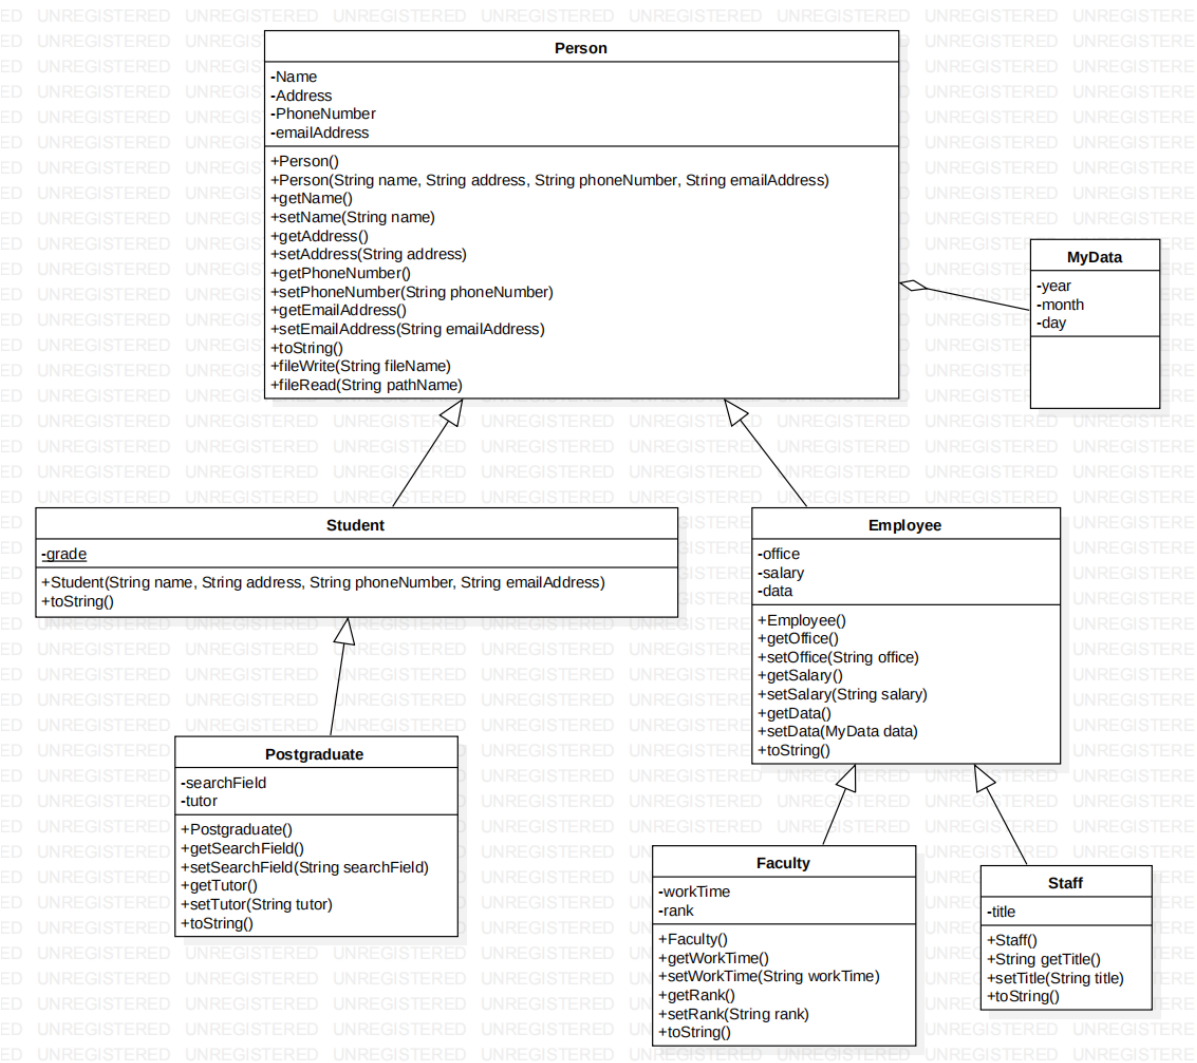 Person
-Name
-Address
-PhoneNumber
-emailAddress
+Person()
+Person(String name, String address, String phoneNumber, String emailAddress)
+getName()
+setName(String name)
+getAddress()
+setAddress(String address)
+getPhoneNumber()
+setPhoneNumber(String phoneNumber)
+getEmailAddress()
+setEmailAddress(String emailAddress)
+toString()
+fileWrite(String fileName)
+fileRead(String pathName)
MyData
-year
-month
-day
Student
-grade
+Student(String name, String address, String phoneNumber, String emailAddress)
+toString()
Employee
-office
-salary
-data
+Employee()
+getOffice()
+setOffice(String office)
+getSalary()
+setSalary(String salary)
+getData()
+setData(MyData data)
+toString()
Postgraduate
-searchField
-tutor
+Postgraduate()
+getSearchField()
+setSearchField(String searchField)
+getTutor()
+setTutor(String tutor)
+toString()
Faculty
-workTime
-rank
+Faculty()
+getWorkTime()
+setWorkTime(String workTime)
+getRank()
+setRank(String rank)
+toString()
Staff
-title
+Staff()
+String getTitle()
+setTitle(String title)
+toString()
UNREGISTERED